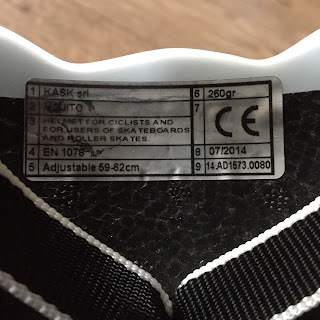 1 KASK srl
2 MOJITO
3 HELMET FOR CICLISTS AND
FOR USERS OF SKATEBOARDS
AND ROLLER SKATES.
4 EN 1078
5 Adjustable 59-62cm
6 260gr
7 CE
8 07/2014
9 14.AD1573.0080